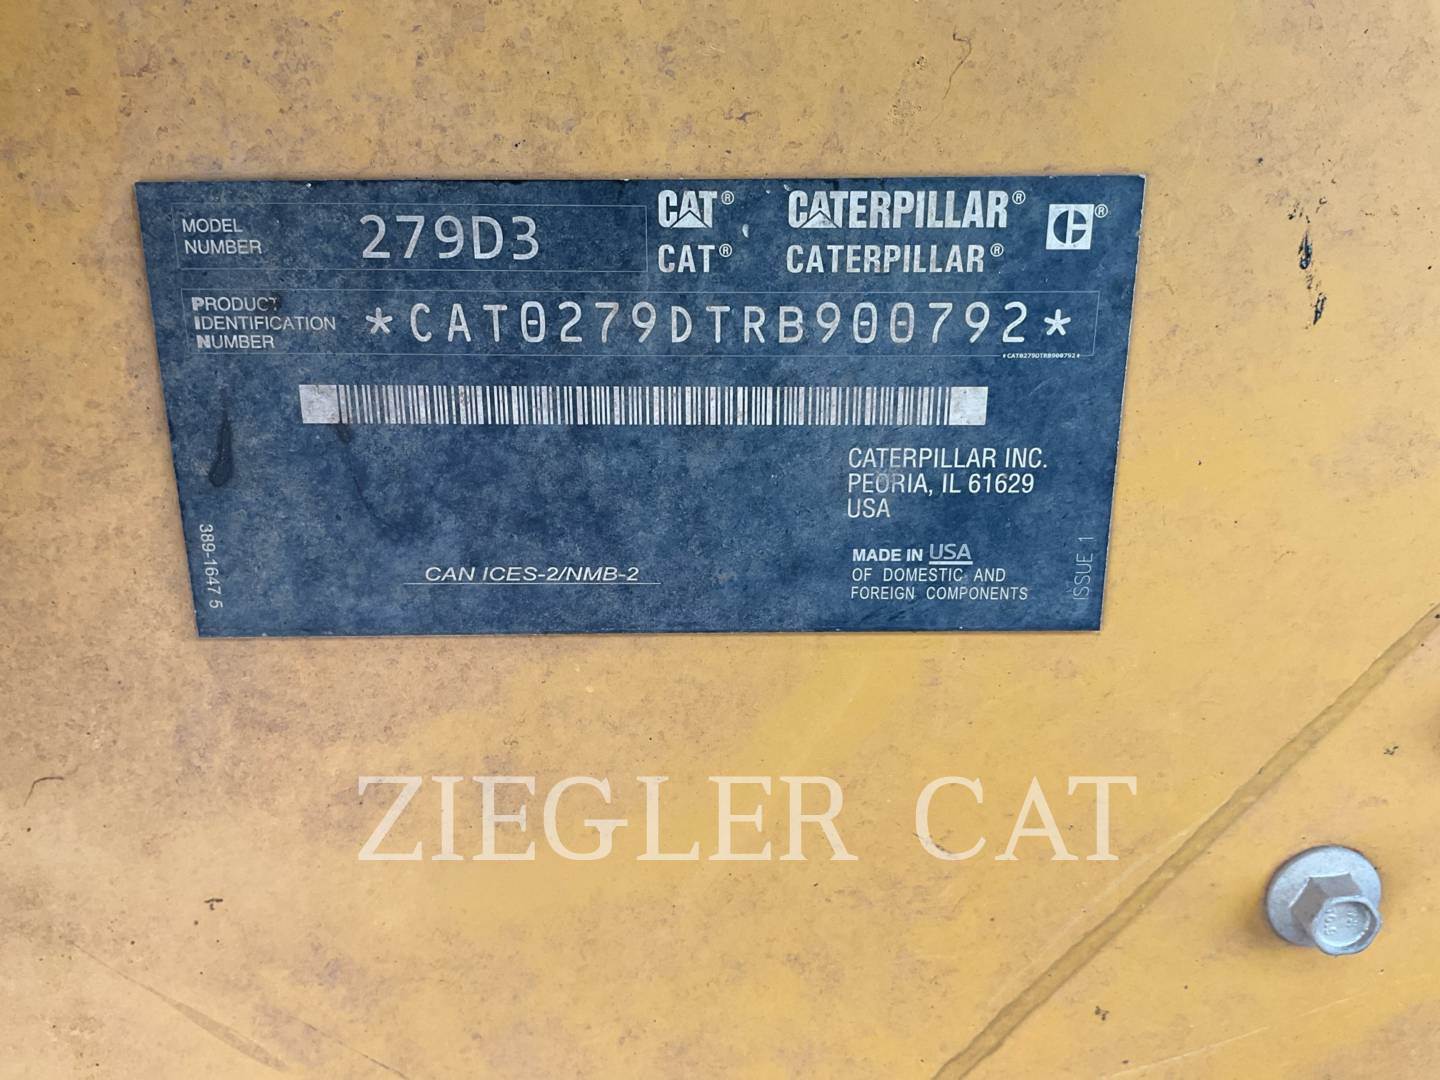 MODEL NUMBER 279D3
CAT® CATERPILLAR® ®
CAT® CATERPILLAR®
PRODUCT IDENTIFICATION NUMBER *CAT0279DTRB900792*
*CAT0279DTRB900792*
CATERPILLAR INC.
PEORIA, IL 61629
USA
MADE IN USA
OF DOMESTIC AND
FOREIGN COMPONENTS
CAN ICES-2/NMB-2
389-1647 5
ISSUE 1
ZIEGLER CAT